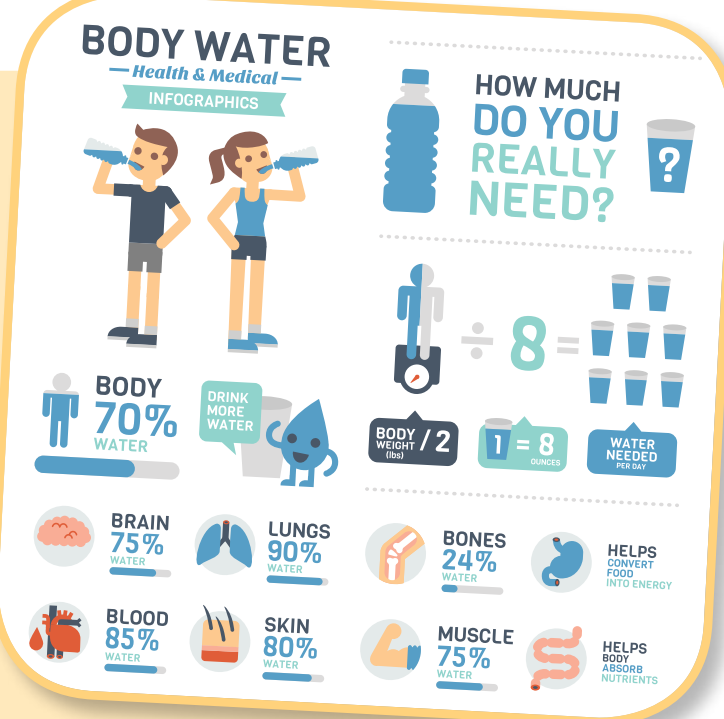 BODY WATER
Health & Medical
INFOGRAPHICS
HOW MUCH
DO YOU
REALLY
NEED?
?
÷ 8 =
BODY
WEIGHT
(lbs)
/ 2
1 = 8
OUNCES
WATER
NEEDED
PER DAY
BODY
70%
WATER
DRINK
MORE
WATER
BRAIN
75%
WATER
LUNGS
90%
WATER
BONES
24%
WATER
HELPS
CONVERT
FOOD
INTO ENERGY
BLOOD
85%
WATER
SKIN
80%
WATER
MUSCLE
75%
WATER
HELPS
BODY
ABSORB
NUTRIENTS